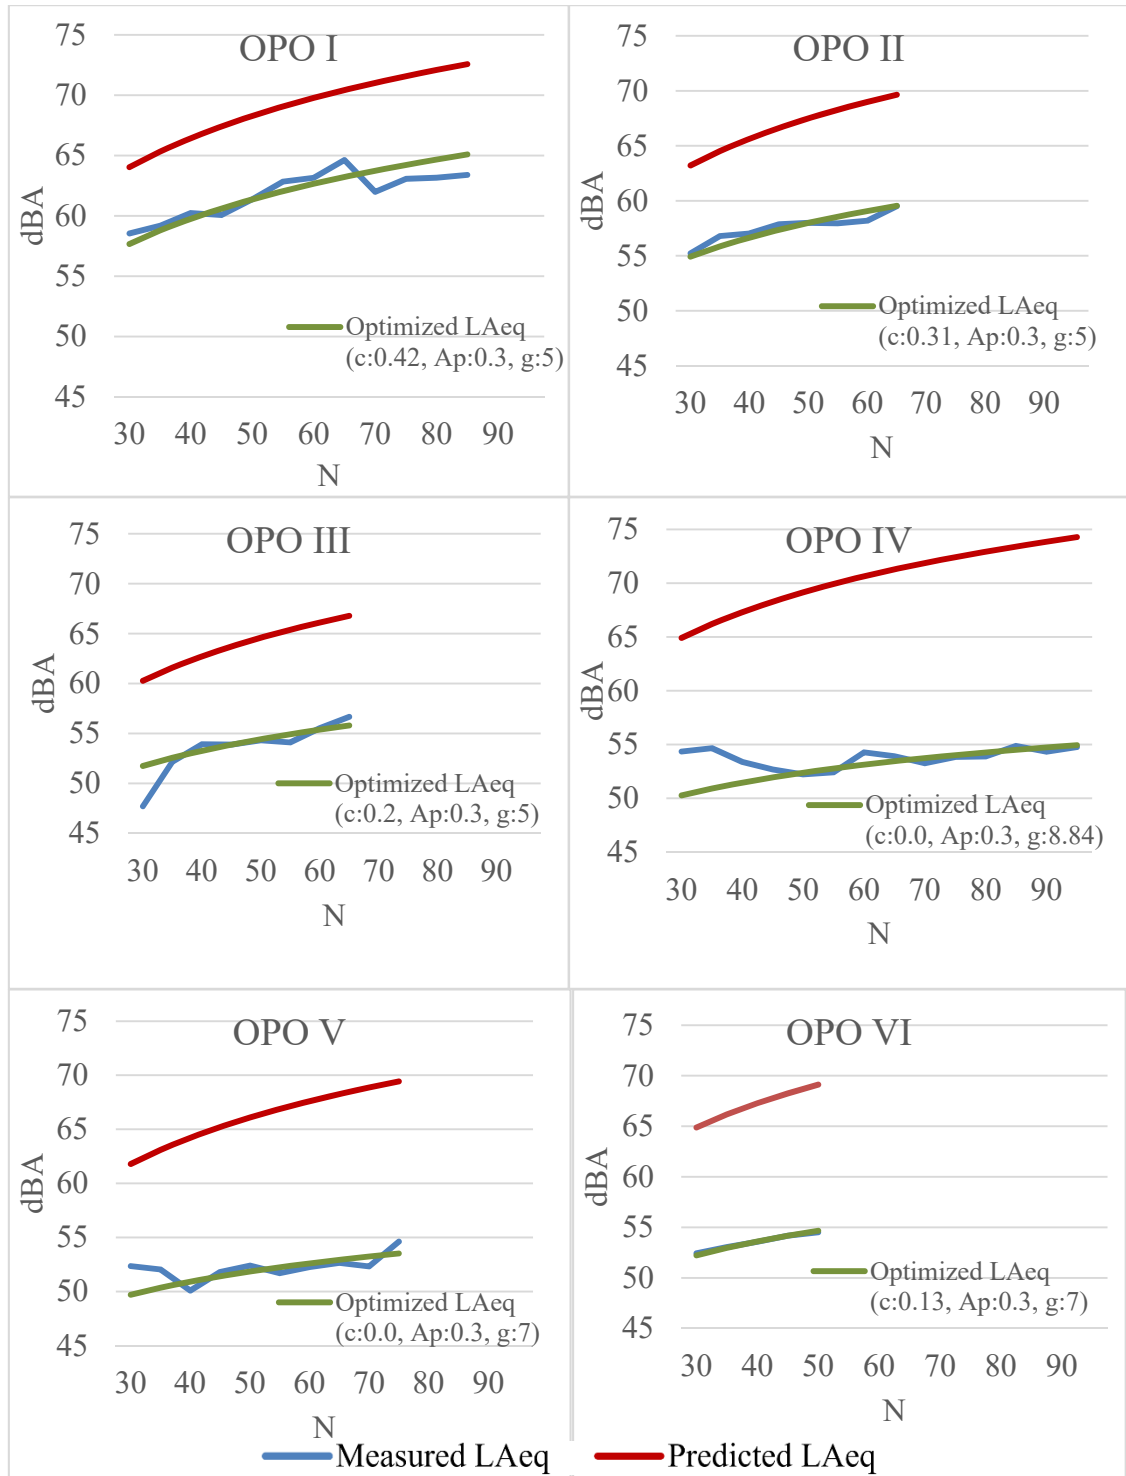 OPO I
75
70
65
60
55
50
45
dBA
Optimized LAeq
(c:0.42, Ap:0.3, g:5)
30 40 50 60 70 80 90
N
OPO II
75
70
65
60
55
50
45
dBA
Optimized LAeq
(c:0.31, Ap:0.3, g:5)
30 40 50 60 70 80 90
N
OPO III
75
70
65
60
55
50
45
dBA
Optimized LAeq
(c:0.2, Ap:0.3, g:5)
30 40 50 60 70 80 90
N
OPO IV
75
70
65
60
55
50
45
dBA
Optimized LAeq
(c:0.0, Ap:0.3, g:8.84)
30 40 50 60 70 80 90
N
OPO V
75
70
65
60
55
50
45
dBA
Optimized LAeq
(c:0.0, Ap:0.3, g:7)
30 40 50 60 70 80 90
N
OPO VI
75
70
65
60
55
50
45
dBA
Optimized LAeq
(c:0.13, Ap:0.3, g:7)
30 40 50 60 70 80 90
N
Measured LAeq Predicted LAeq